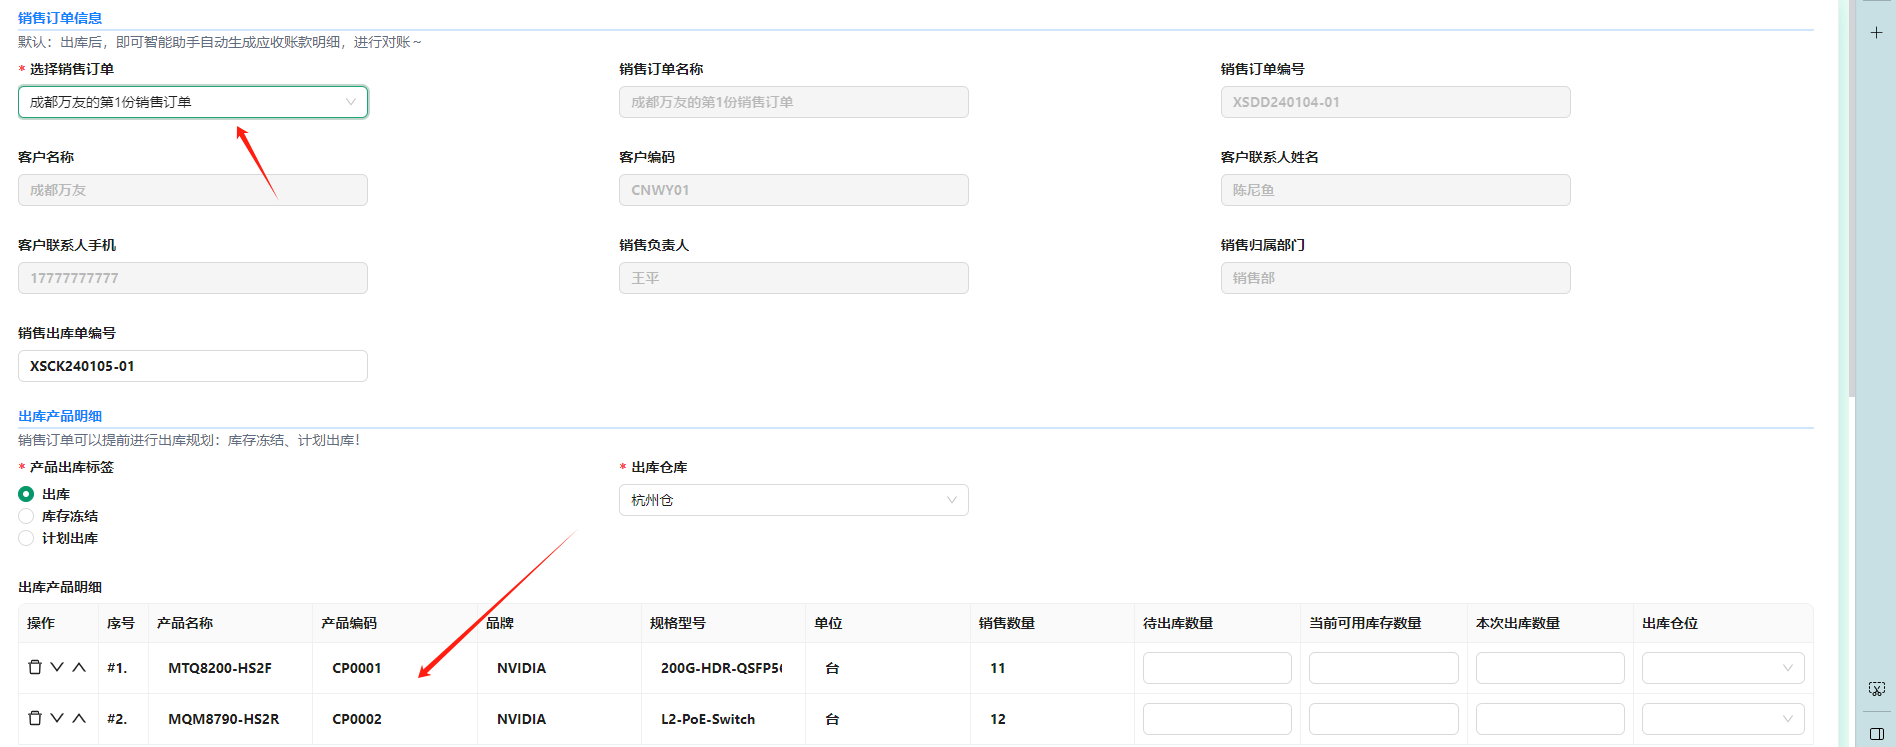 销售订单信息
默认：出库后，即可智能助手自动生成应收账款明细，进行对账~
* 选择销售订单 销售订单名称 销售订单编号
成都万友的第1份销售订单 成都万友的第1份销售订单 XSDD240104-01
客户名称 客户编码 客户联系人姓名
成都万友 CNWY01 陈尼鱼
客户联系人手机 销售负责人 销售归属部门
17777777777 王平 销售部
销售出库单编号
XSCK240105-01
出库产品明细
销售订单可以提前进行出库规划：库存冻结、计划出库！
* 产品出库标签 * 出库仓库
出库 杭州仓
库存冻结
计划出库
出库产品明细
操作 序号 产品名称 产品编码 品牌 规格型号 单位 销售数量 待出库数量 当前可用库存数量 本次出库数量 出库仓位
#1. MTQ8200-HS2F CP0001 NVIDIA 200G-HDR-QSFP5 台 11
#2. MQM8790-HS2R CP0002 NVIDIA L2-PoE-Switch 台 12